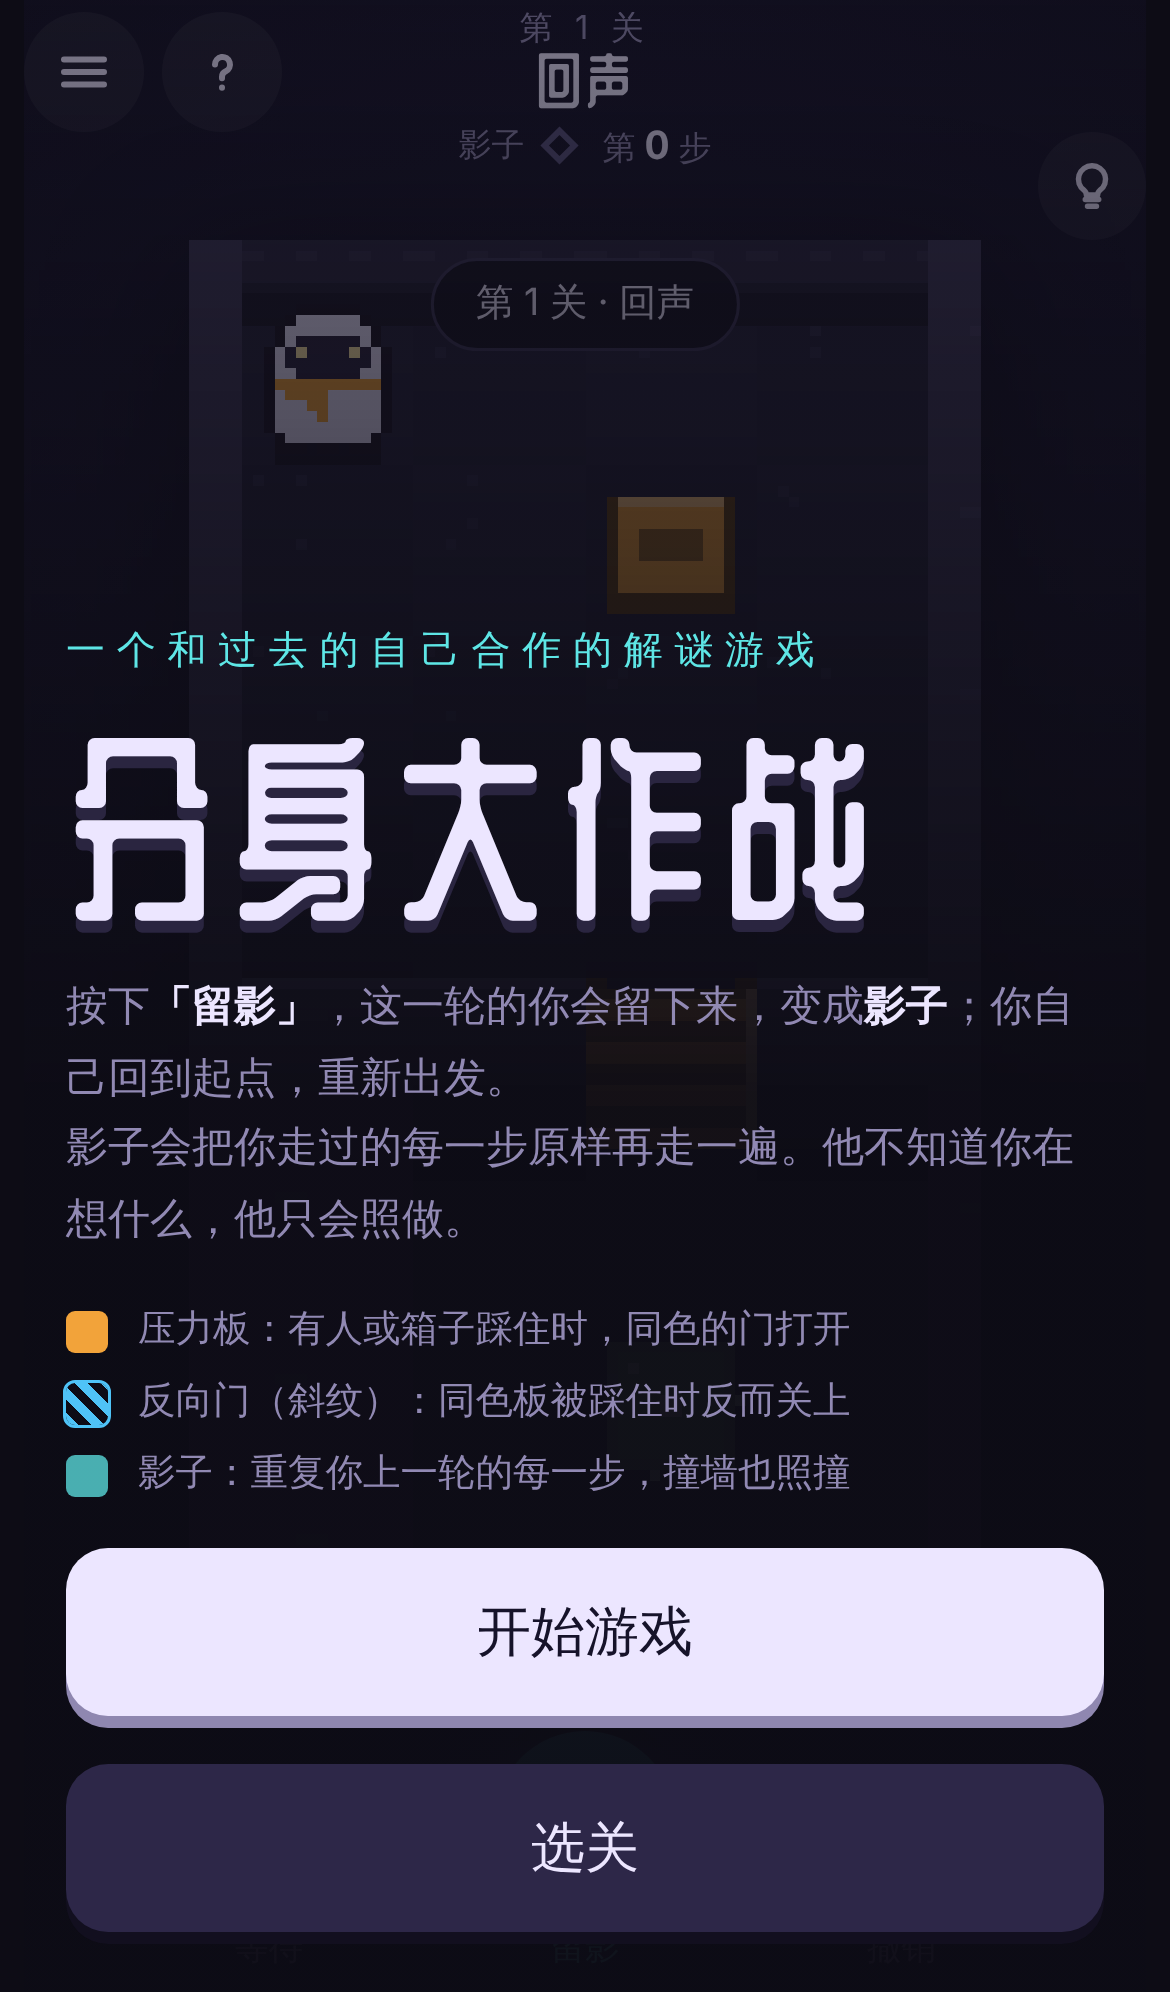 第 1 关
回声
影子 第 0 步
第 1 关 · 回声
一个和过去的自己合作的解谜游戏
分身大作战
按下「留影」，这一轮的你会留下来，变成影子；你自
己回到起点，重新出发。
影子会把你走过的每一步原样再走一遍。他不知道你在
想什么，他只会照做。
压力板：有人或箱子踩住时，同色的门打开
反向门（斜纹）：同色板被踩住时反而关上
影子：重复你上一轮的每一步，撞墙也照撞
开始游戏
选关
等待 留影 撤销